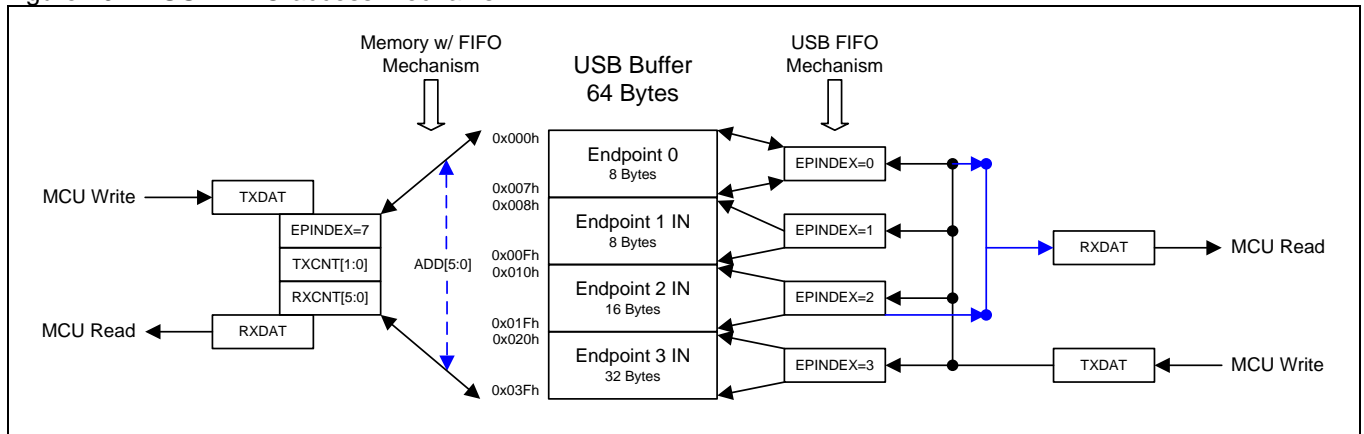 Memory w/ FIFO
Mechanism
USB Buffer
64 Bytes
USB FIFO
Mechanism
MCU Write
TXDAT
EPINDEX=7
TXCNT[1:0]
RXCNT[5:0]
RXDAT
MCU Read
ADD[5:0]
0x000h
0x007h
0x008h
0x00Fh
0x010h
0x01Fh
0x020h
0x03Fh
Endpoint 0
8 Bytes
Endpoint 1 IN
8 Bytes
Endpoint 2 IN
16 Bytes
Endpoint 3 IN
32 Bytes
EPINDEX=0
EPINDEX=1
EPINDEX=2
EPINDEX=3
RXDAT
MCU Read
TXDAT
MCU Write